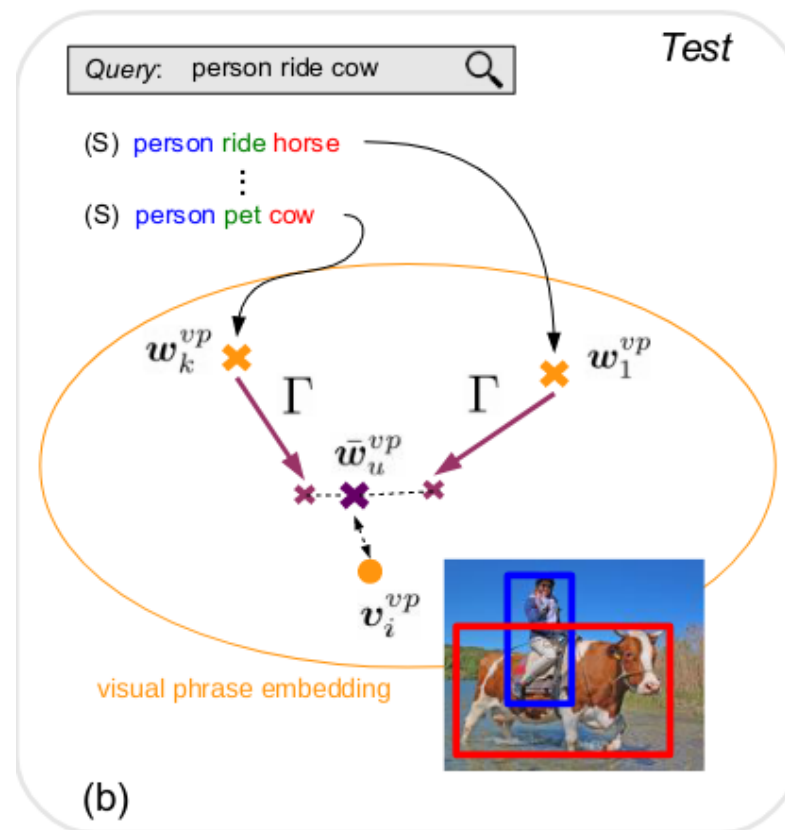 Test
Query: person ride cow
(S) person ride horse
⋮
(S) person pet cow
w_k^{vp}
w_1^{vp}
Γ Γ
w̄_u^{vp}
v_i^{vp}
visual phrase embedding
(b)